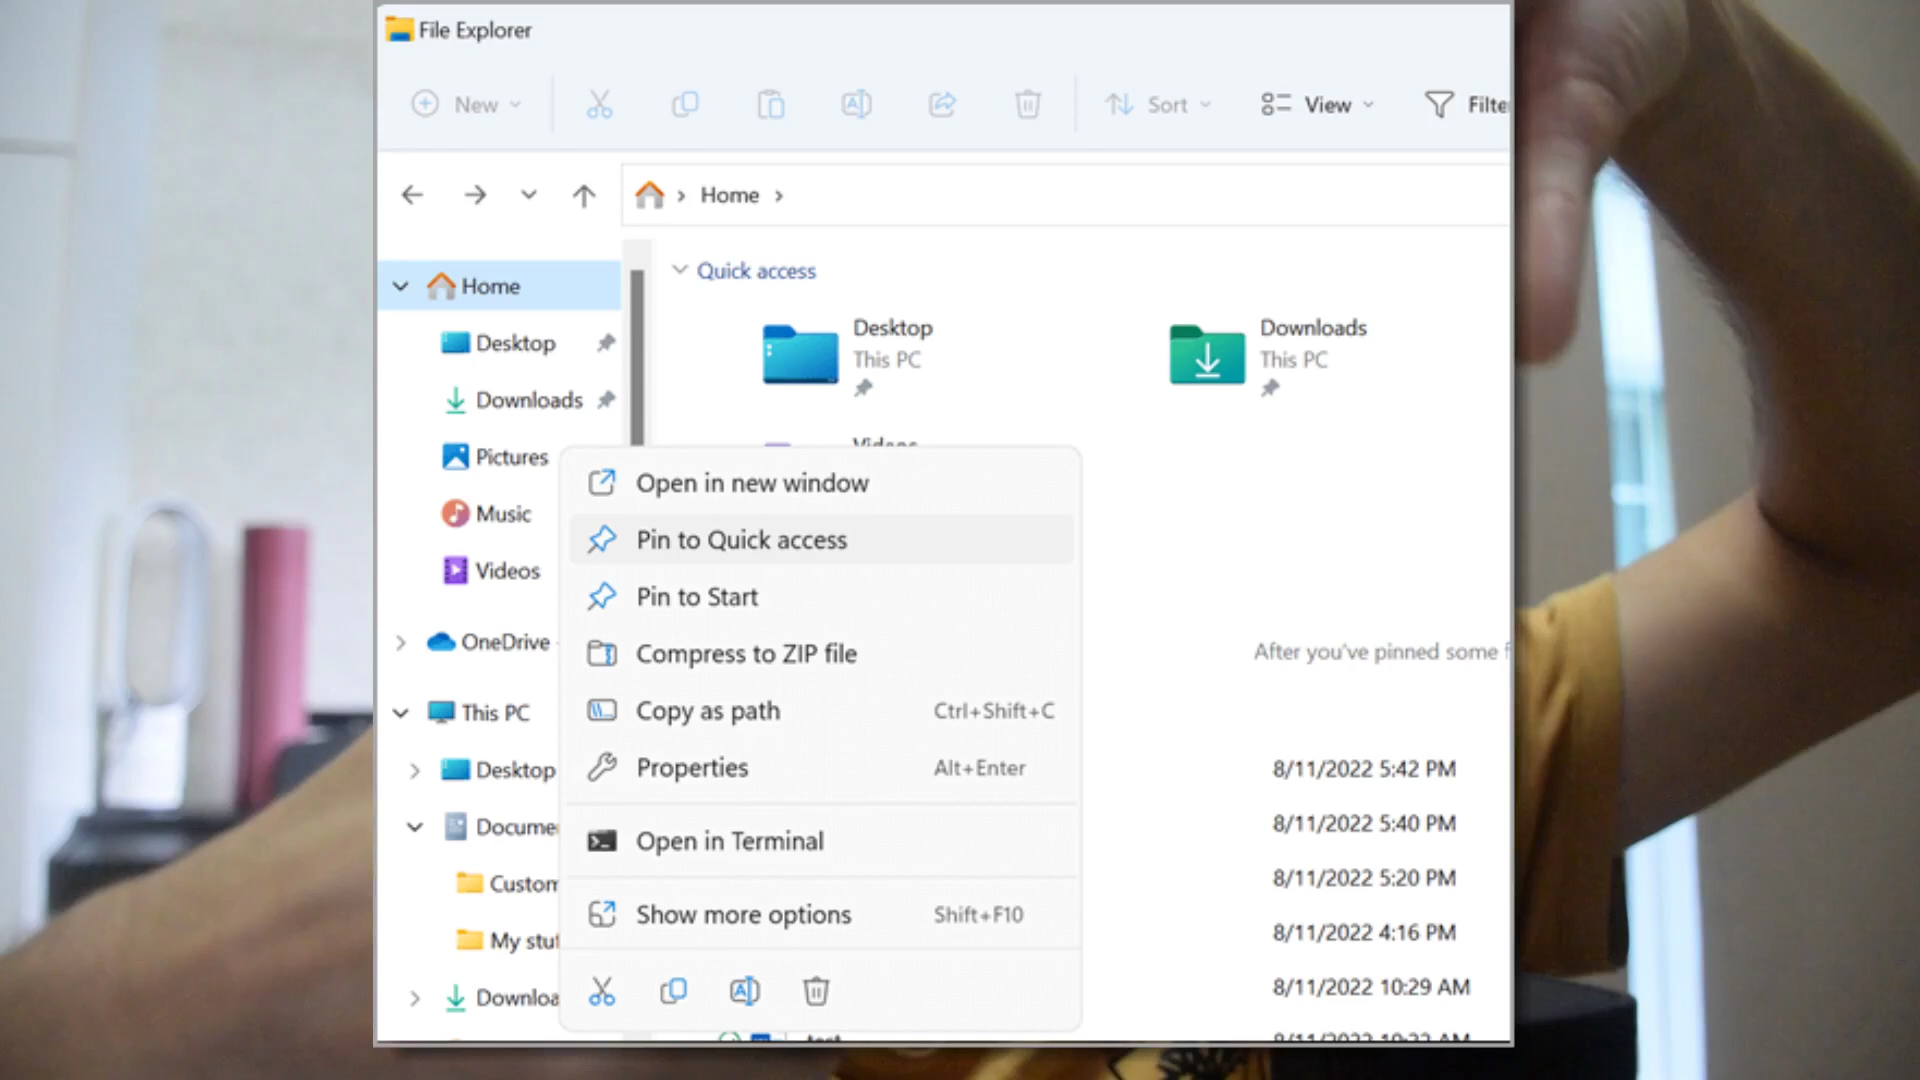 File Explorer
New
Sort
View
Home
Home
Quick access
Desktop
Desktop
This PC
Downloads
Downloads
This PC
Pictures
Videos
Music
Videos
OneDrive
This PC
Desktop
Open in new window
Pin to Quick access
Pin to Start
Compress to ZIP file
Copy as path Ctrl+Shift+C
Properties Alt+Enter
Open in Terminal
Show more options Shift+F10
After you've pinned some
8/11/2022 5:42 PM
8/11/2022 5:40 PM
8/11/2022 5:20 PM
8/11/2022 4:16 PM
8/11/2022 10:29 AM